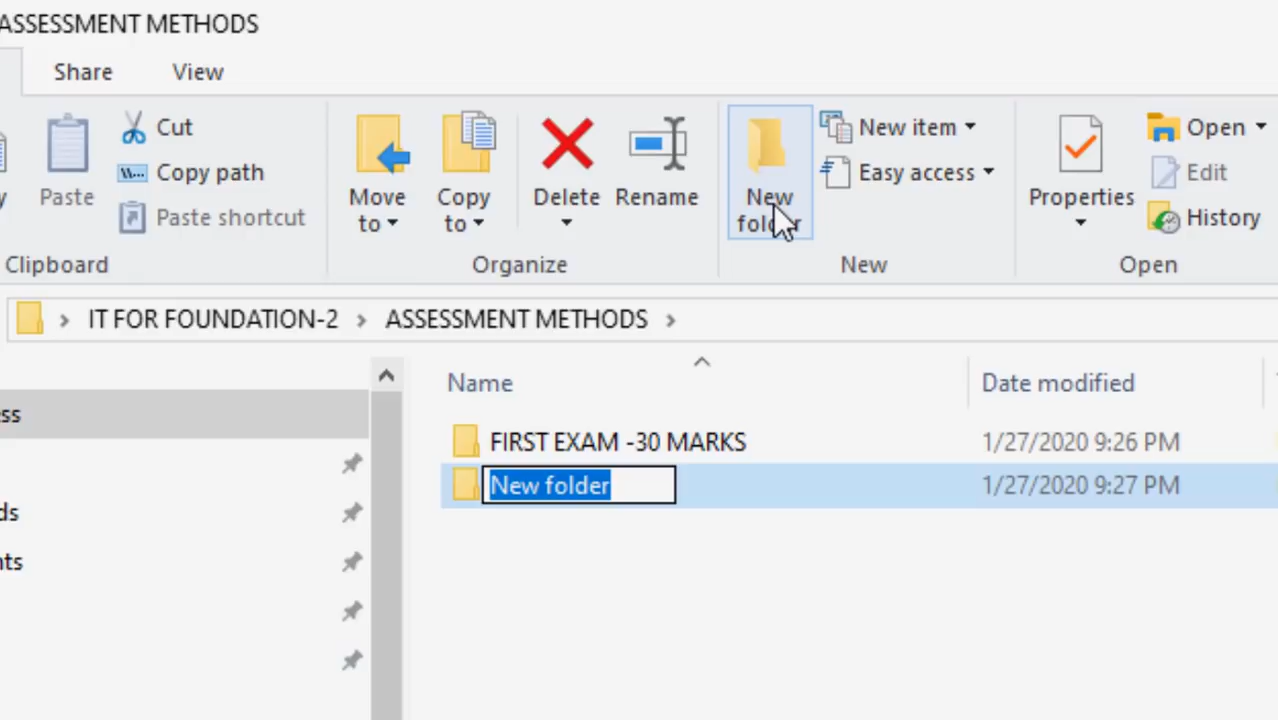 ASSESSMENT METHODS
Share View
Paste
Cut
Copy path
Paste shortcut
Clipboard
Move to
Copy to
Delete
Rename
Organize
New folder
New item
Easy access
New
Properties
Open
Edit
History
Open
IT FOR FOUNDATION-2 ASSESSMENT METHODS
Name Date modified
FIRST EXAM -30 MARKS 1/27/2020 9:26 PM
New folder 1/27/2020 9:27 PM